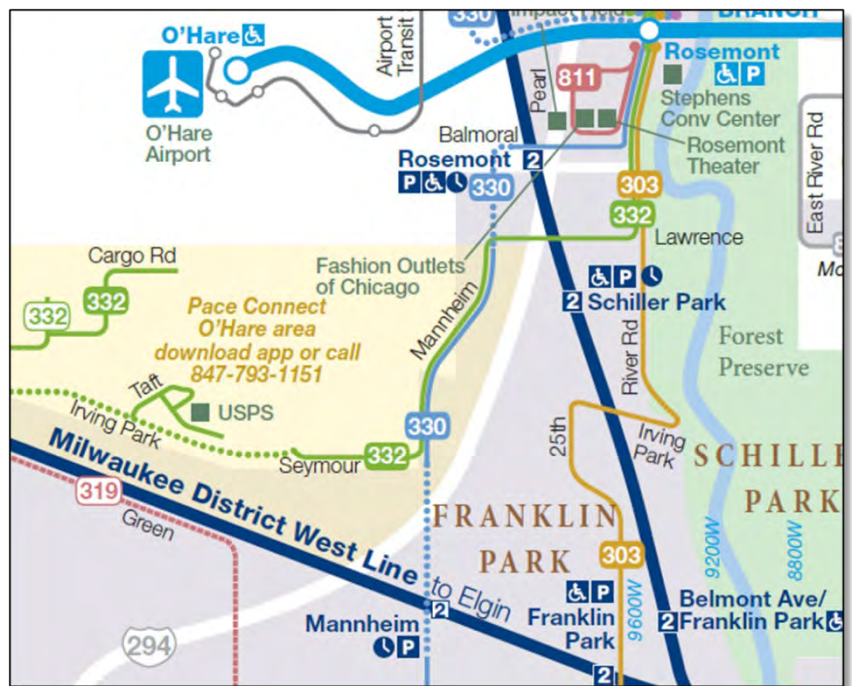 330
Impact Field
BRANCH
O'Hare
Airport
Transit
Rosemont
P
811
Pearl
Stephens
Conv Center
O'Hare
Airport
Balmoral
Rosemont
P
2
330
Rosemont
Theater
East River Rd
303
332
Lawrence
Cargo Rd
Fashion Outlets
of Chicago
332
332
P
2 Schiller Park
Pace Connect
O'Hare area
download app or call
847-793-1151
Mannheim
River Rd
Forest
Preserve
Taft
USPS
Irving Park
330
25th
Irving
Park
Seymour
332
SCHILLE
PARK
Milwaukee District West Line
to Elgin
319
Green
FRANKLIN
PARK
303
9200W
8800W
9600W
P
Franklin
Park
2
Belmont Ave/
2 Franklin Park
Mannheim
P
2
294